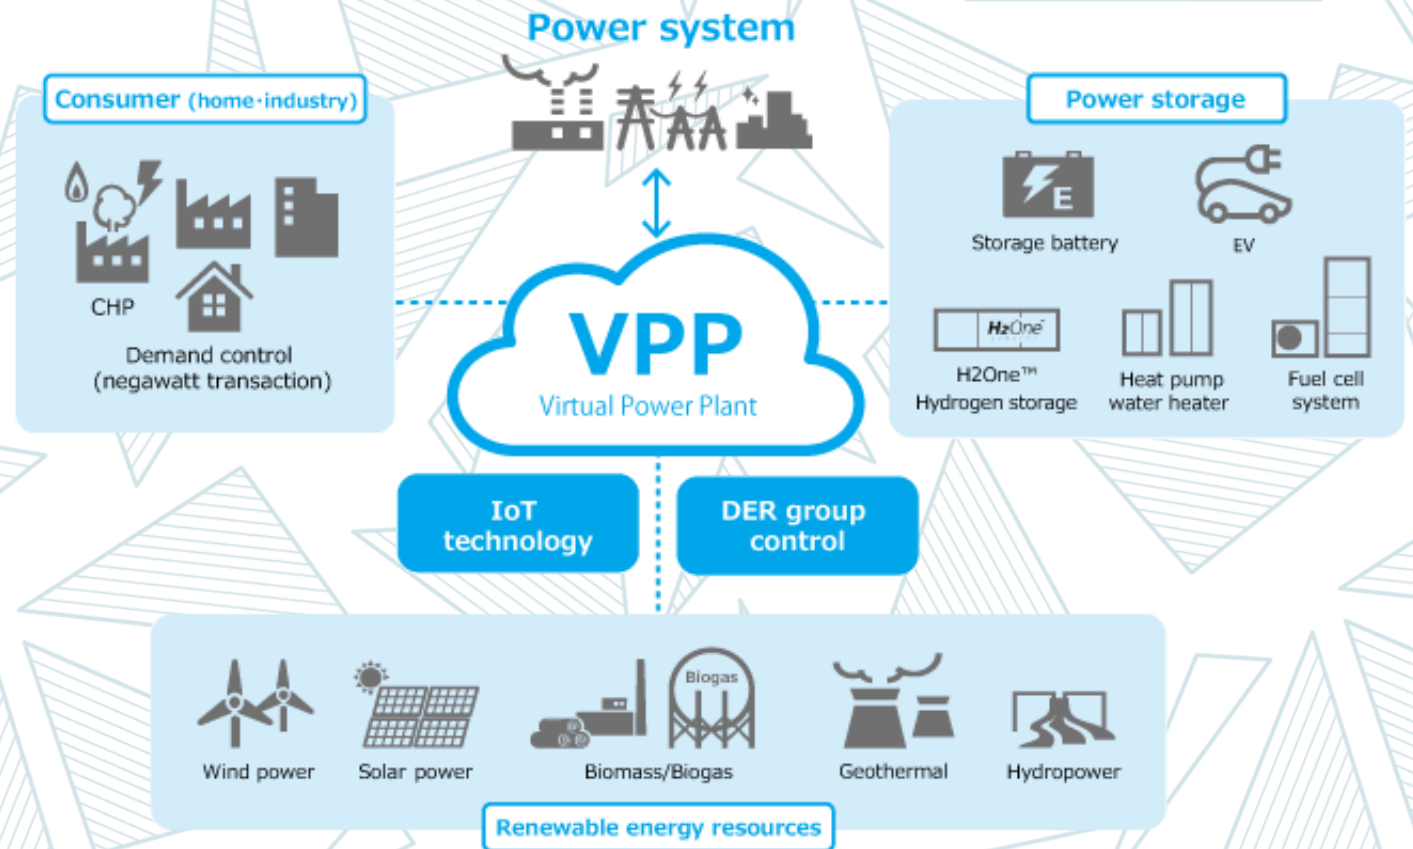 Power system
Consumer (home·industry)
CHP
Demand control
(negawatt transaction)
Power storage
E
Storage battery
EV
H2One
H2One™
Hydrogen storage
Heat pump
water heater
Fuel cell
system
VPP
Virtual Power Plant
IoT
technology
DER group
control
Wind power
Solar power
Biogas
Biomass/Biogas
Geothermal
Hydropower
Renewable energy resources